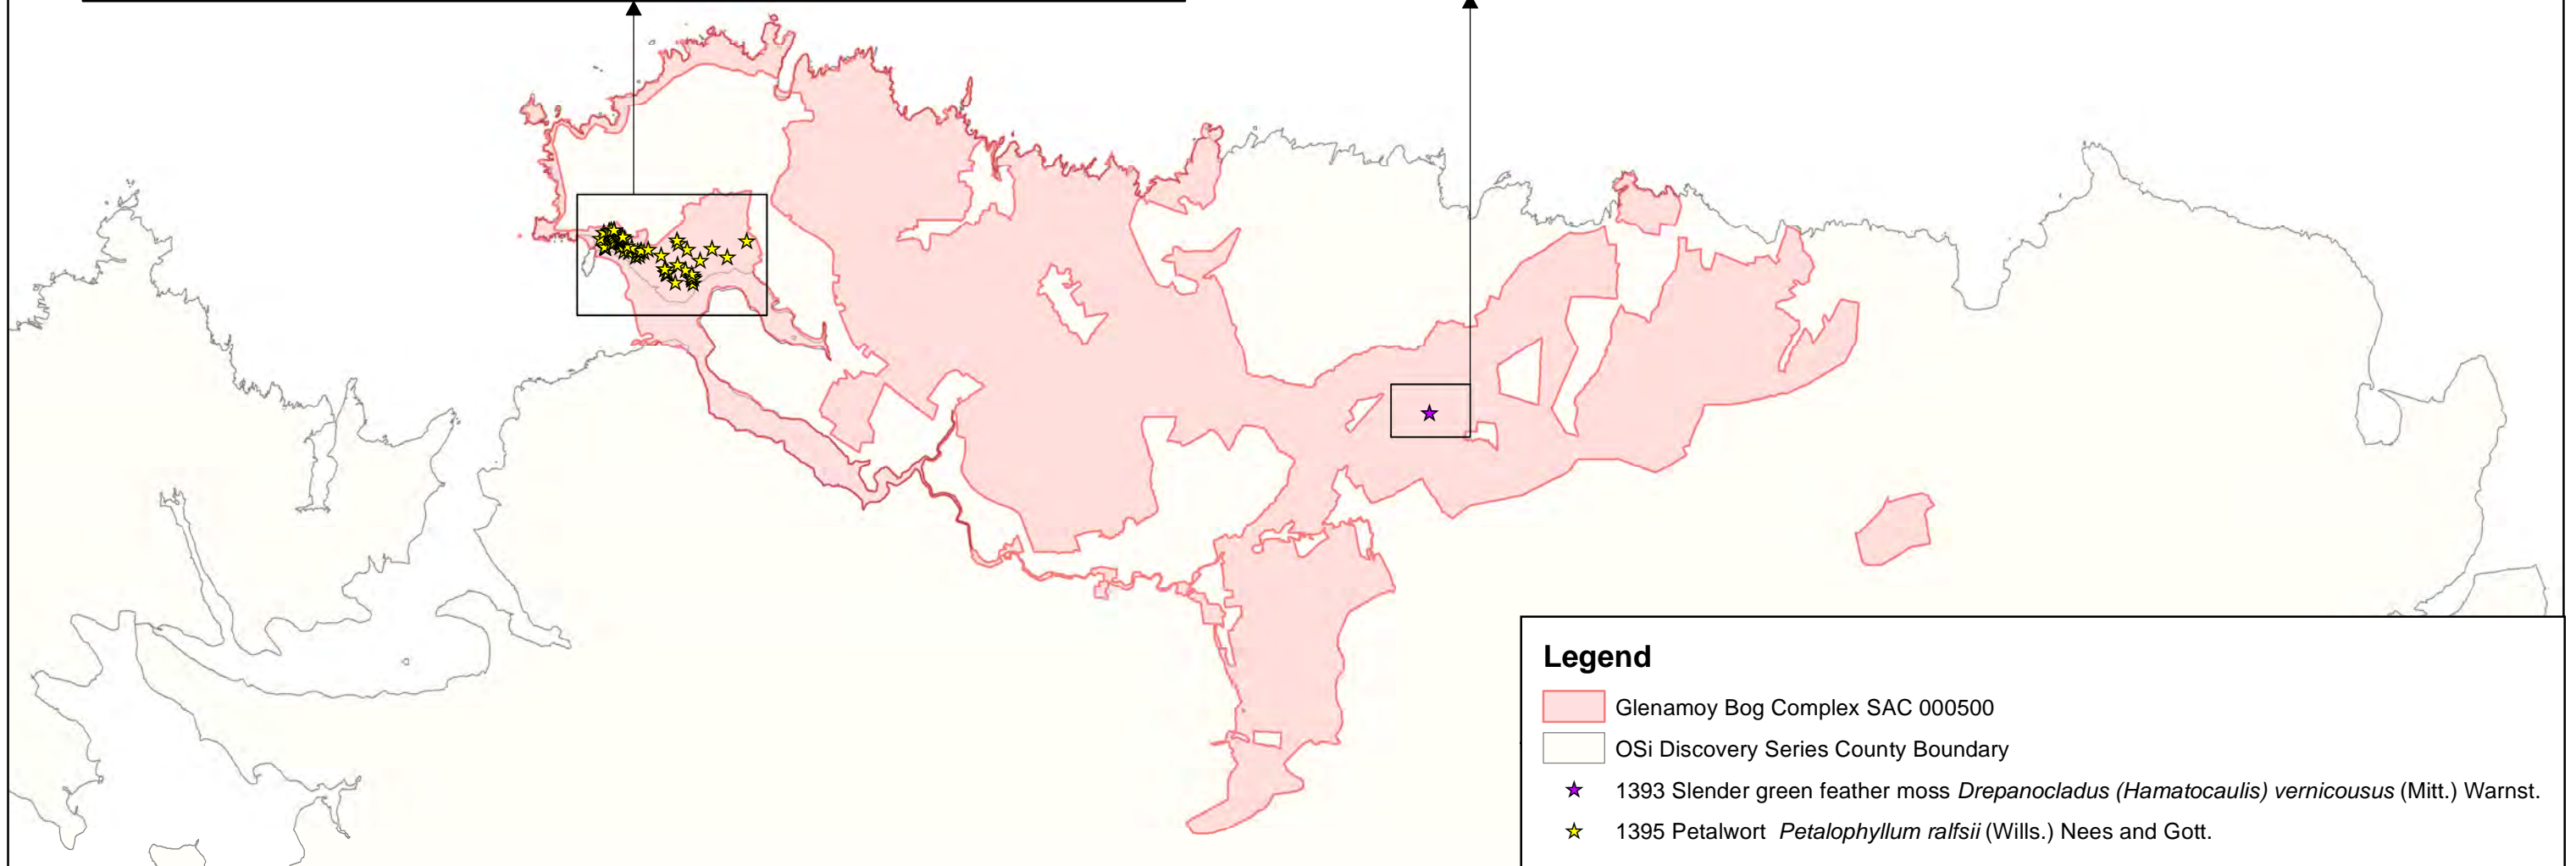 Legend
Glenamoy Bog Complex SAC 000500
OSi Discovery Series County Boundary
1393 Slender green feather moss Drepanocladus (Hamatocaulis) vernicousus (Mitt.) Warnst.
1395 Petalwort Petalophyllum ralfsii (Wills.) Nees and Gott.